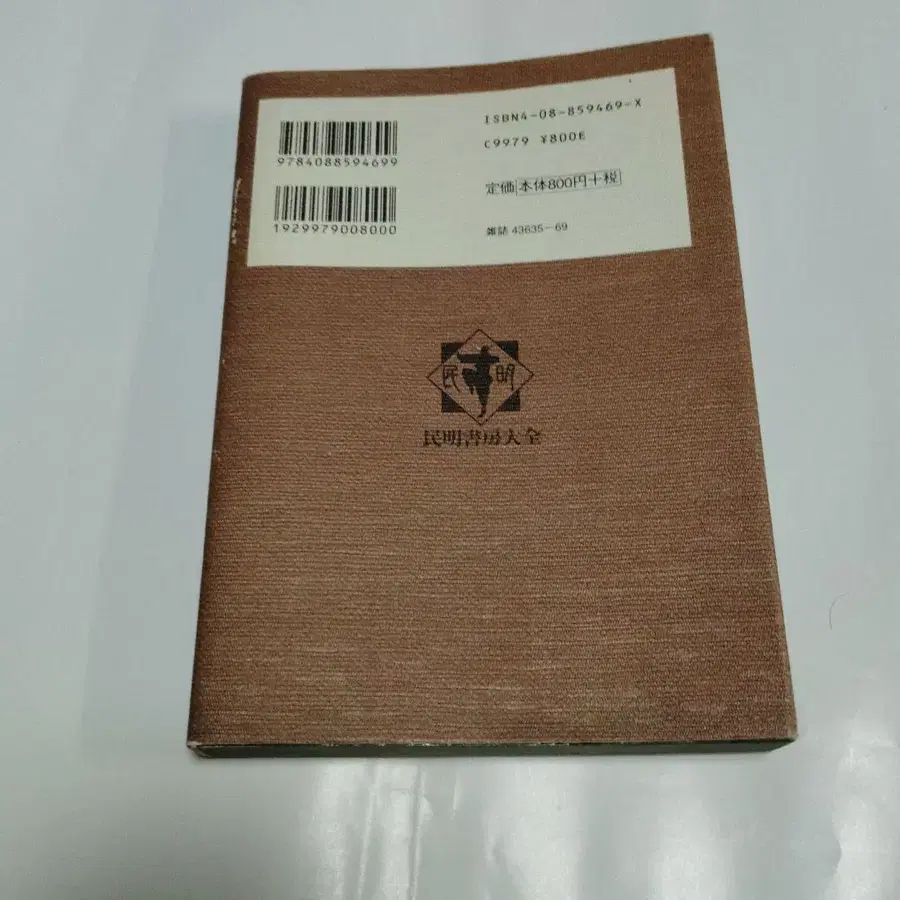 9784088594699
1929979008000
ISBN4-08-859469-X
C9979 ¥800E
定価 本体800円+税
雑誌 43635-69
民 明
民明書房大全